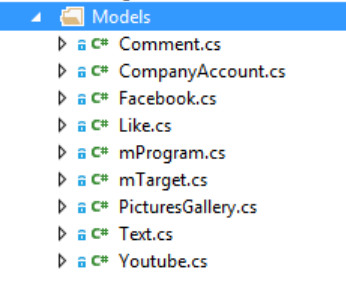 Models
C# Comment.cs
C# CompanyAccount.cs
C# Facebook.cs
C# Like.cs
C# mProgram.cs
C# mTarget.cs
C# PicturesGallery.cs
C# Text.cs
C# Youtube.cs